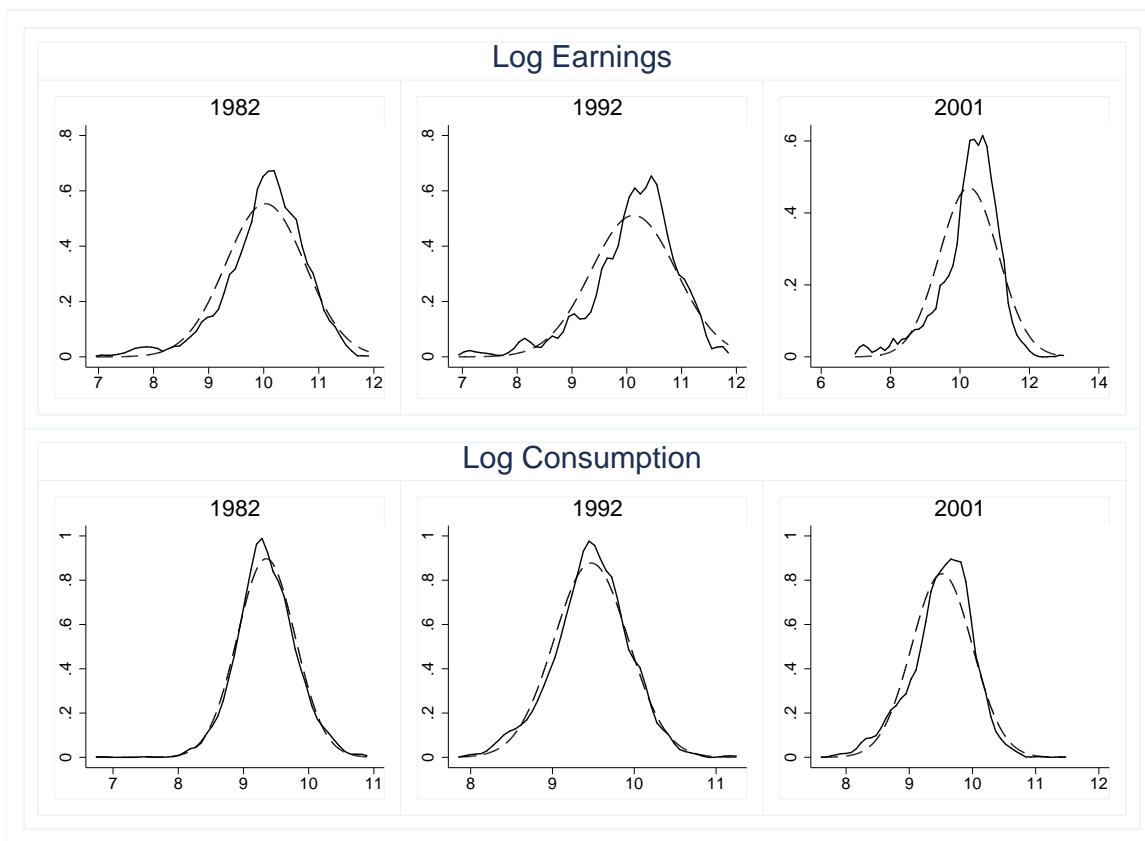 Log Earnings
1982 1992 2001
.8 .8 .6
.6 .6 .4
.4 .4 .2
.2 .2 0
0 0
7 8 9 10 11 12 7 8 9 10 11 12 6 8 10 12 14
Log Consumption
1982 1992 2001
1 1 1
.8 .8 .8
.6 .6 .6
.4 .4 .4
.2 .2 .2
0 0 0
7 8 9 10 11 8 9 10 11 8 9 10 11 12